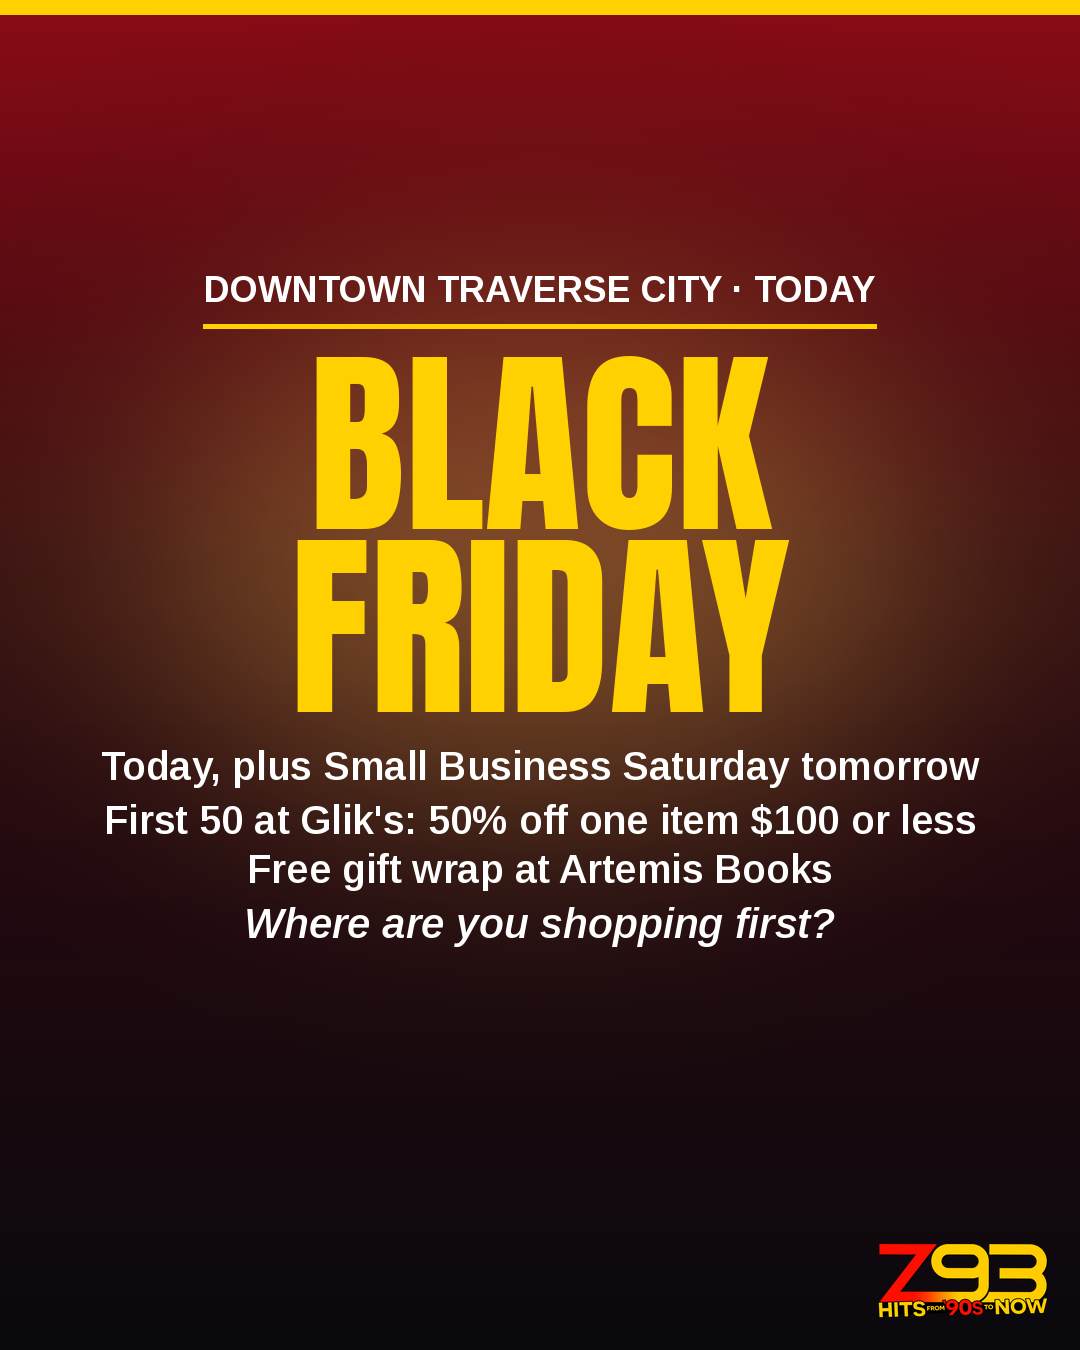 DOWNTOWN TRAVERSE CITY · TODAY
BLACK
FRIDAY
Today, plus Small Business Saturday tomorrow
First 50 at Glik's: 50% off one item $100 or less
Free gift wrap at Artemis Books
Where are you shopping first?
Z93
HITS FROM '90S TO NOW